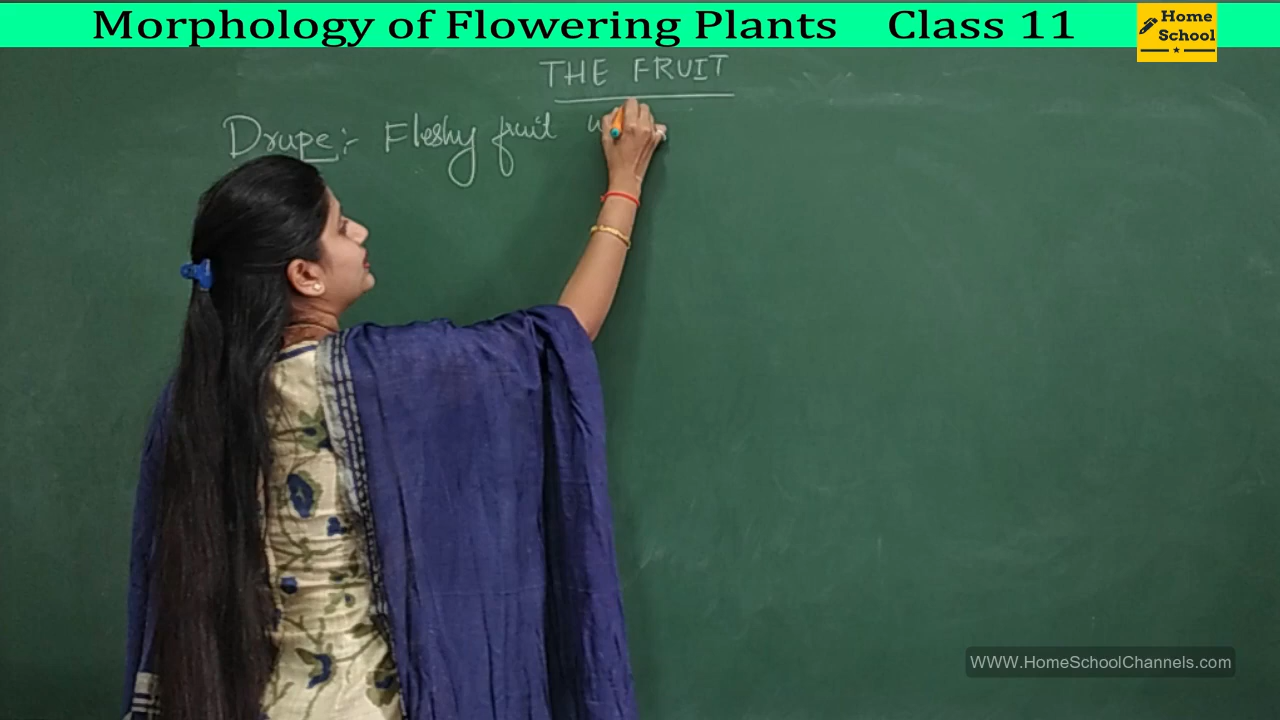 Morphology of Flowering Plants Class 11
Home
School
THE FRUIT
Drupe:- Fleshy fruit
WWW.HomeSchoolChannels.com